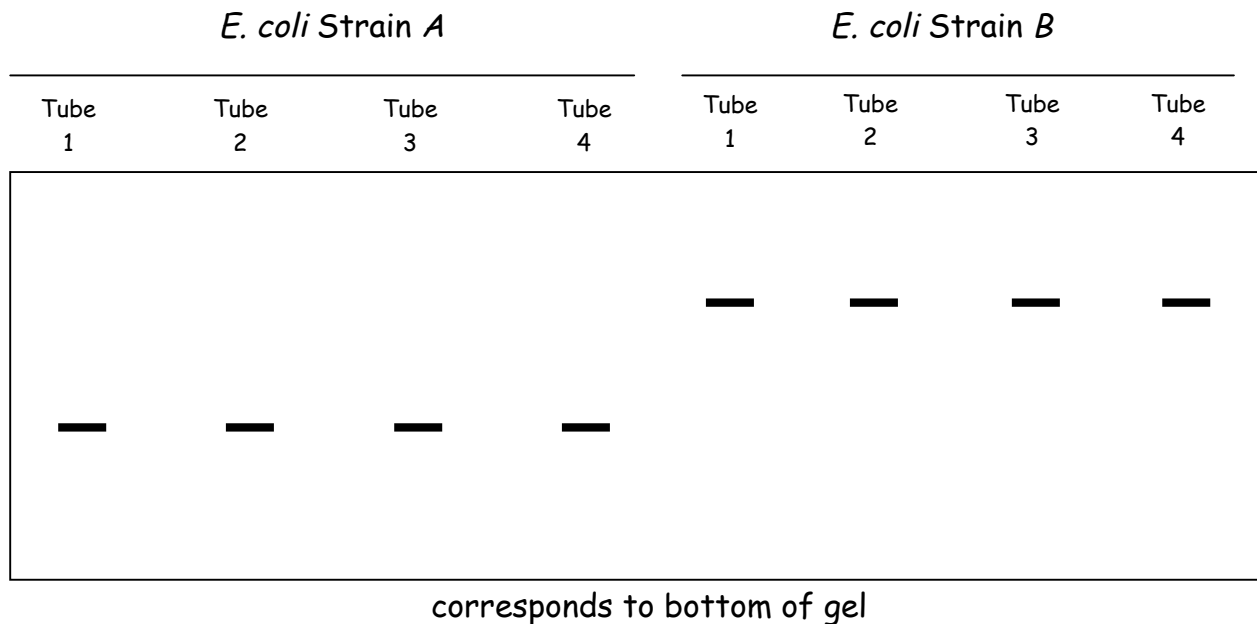 E. coli Strain A
E. coli Strain B
Tube
1
Tube
2
Tube
3
Tube
4
Tube
1
Tube
2
Tube
3
Tube
4
corresponds to bottom of gel